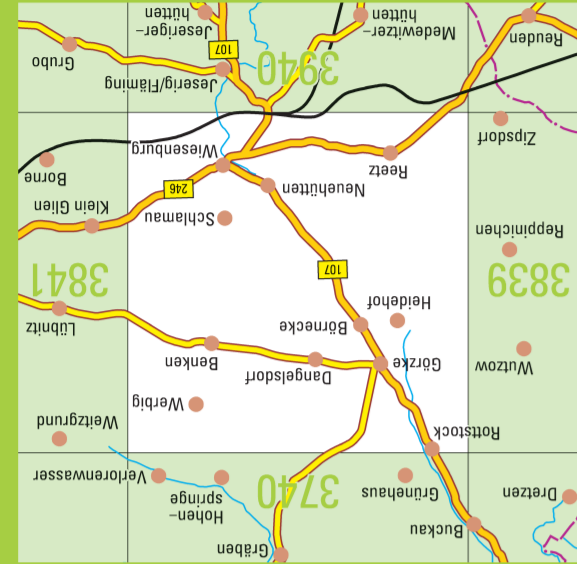 Gräben
Buckau
Dretzen
Grünehaus
3740
Hohen-
springe
Verlorenwasser
Rottstock
Weitzgrund
Werbig
Wutzow
Görzke
Dangelsdorf
Benken
Börnecke
Lübnitz
Heidehof
3839
3841
107
Reppinichen
Schlamau
Klein Glien
246
Neuhütten
Borne
Reetz
Wiesenburg
Zipsdorf
Jeserig/Fläming
3940
Grubo
107
Reuden
Medewitzer-
hütten
Jeseriger-
hütten